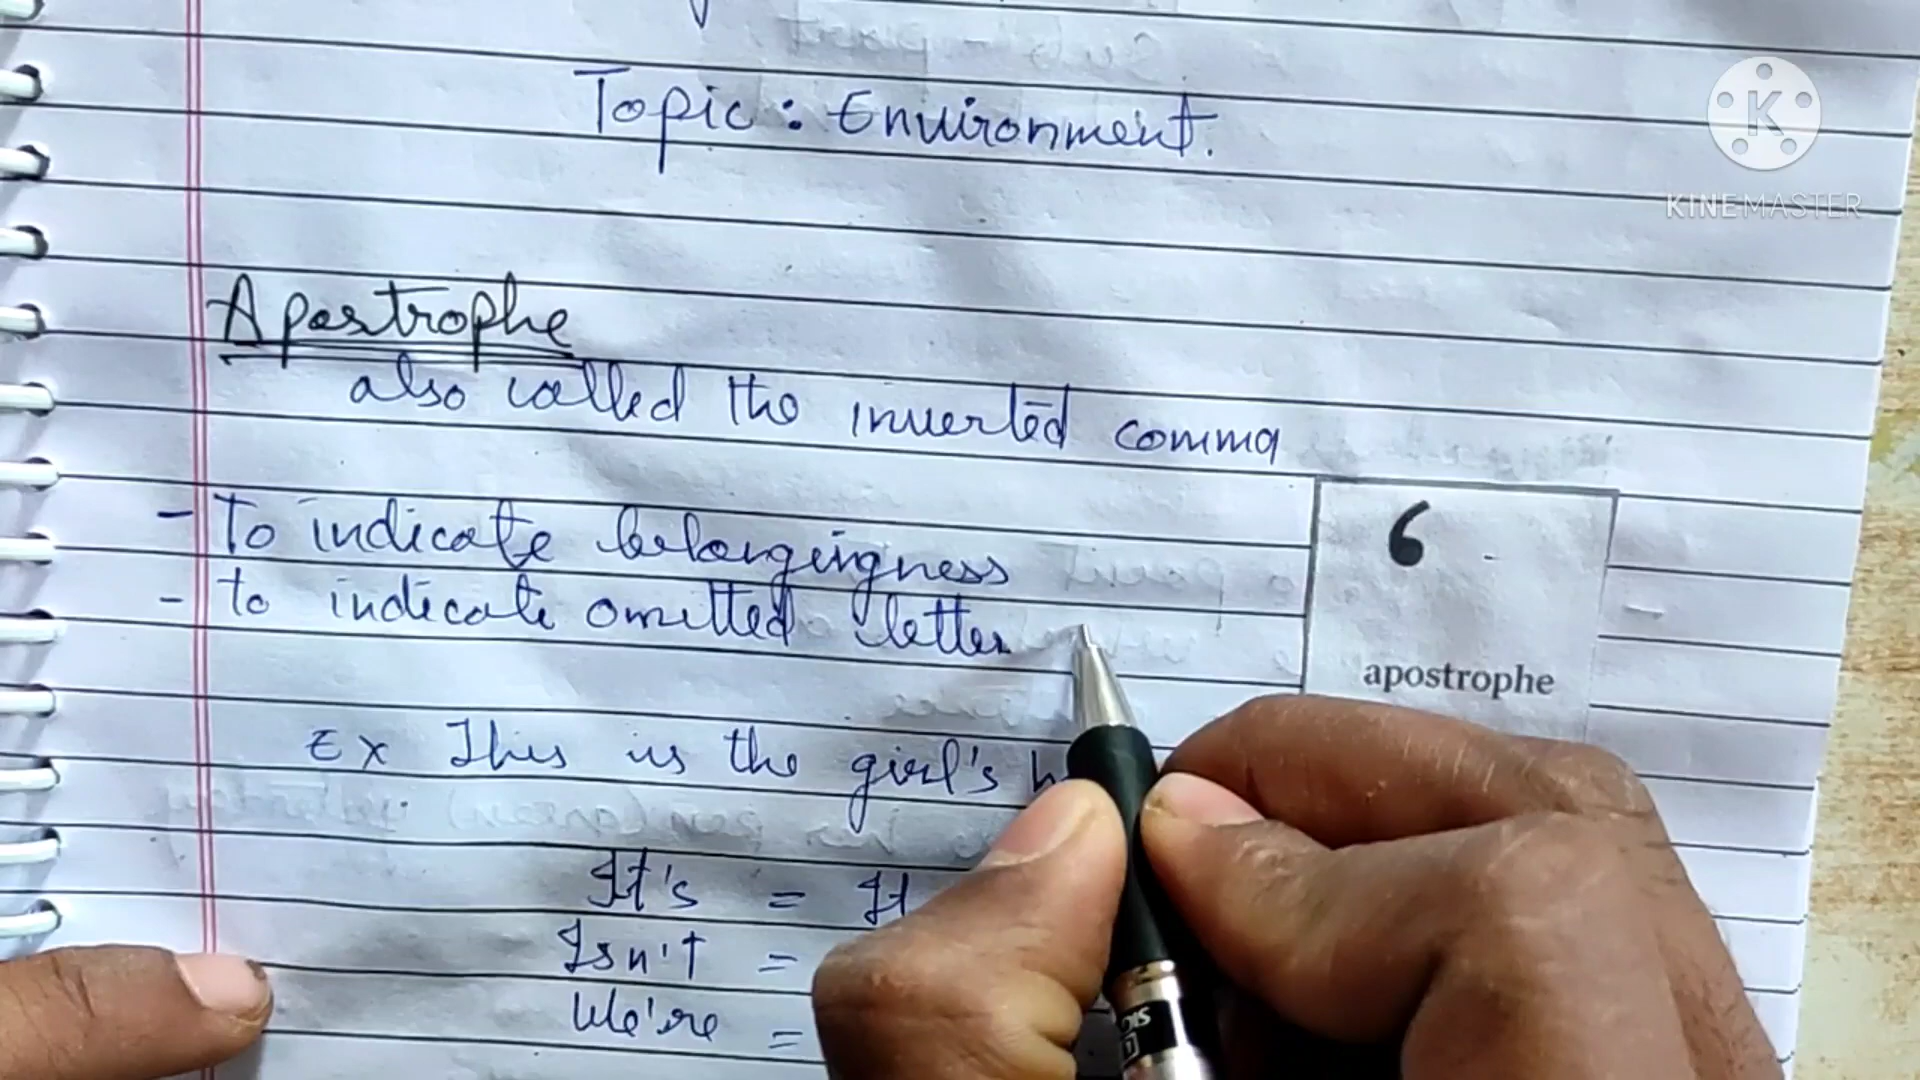 Topic : Environment.
Apostrophe
also called the inverted comma
- To indicate belongingness
- to indicate omitted letter
‘
apostrophe
Ex This is the girl's
It's = It
Isn't =
We're =
K
KINEMASTER